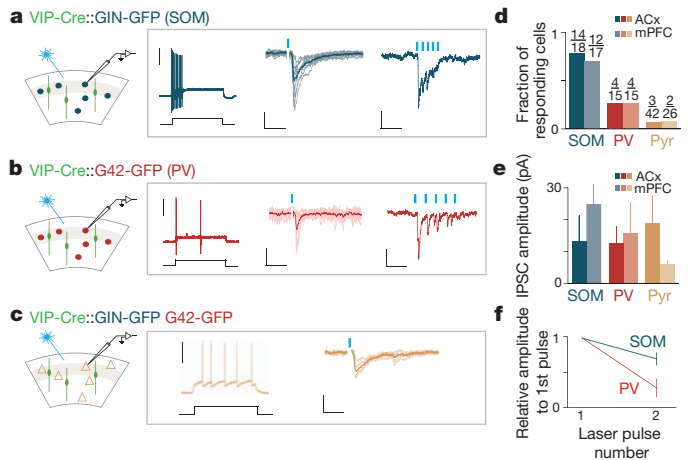 a VIP-Cre::GIN-GFP (SOM)
b VIP-Cre::G42-GFP (PV)
c VIP-Cre::GIN-GFP G42-GFP
d
Fraction of
responding cells
1
0
14
18
12
17
4
15
4
15
3
42
2
26
ACx
mPFC
SOM PV Pyr
e
IPSC amplitude (pA)
30
0
ACx
mPFC
SOM PV Pyr
f
Relative amplitude
to 1st pulse
1
0
SOM
PV
1 2
Laser pulse
number